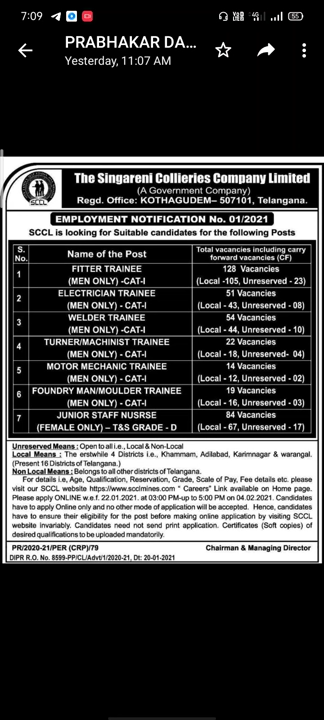 7:09
55
PRABHAKAR DA...
Yesterday, 11:07 AM
SCCL
The Singareni Collieries Company Limited
(A Government Company)
Regd. Office: KOTHAGUDEM– 507101, Telangana.
EMPLOYMENT NOTIFICATION No. 01/2021
SCCL is looking for Suitable candidates for the following Posts
S. No. Name of the Post Total vacancies including carry forward vacancies (CF)
1 FITTER TRAINEE 128 Vacancies
(MEN ONLY) -CAT-I (Local -105, Unreserved - 23)
2 ELECTRICIAN TRAINEE 51 Vacancies
(MEN ONLY) - CAT-I (Local - 43, Unreserved - 08)
3 WELDER TRAINEE 54 Vacancies
(MEN ONLY) -CAT-I (Local - 44, Unreserved - 10)
4 TURNER/MACHINIST TRAINEE 22 Vacancies
(MEN ONLY) - CAT-I (Local - 18, Unreserved- 04)
5 MOTOR MECHANIC TRAINEE 14 Vacancies
(MEN ONLY) - CAT-I (Local - 12, Unreserved - 02)
6 FOUNDRY MAN/MOULDER TRAINEE 19 Vacancies
(MEN ONLY) - CAT-I (Local - 16, Unreserved - 03)
7 JUNIOR STAFF NUSRSE 84 Vacancies
(FEMALE ONLY) – T&S GRADE - D (Local - 67, Unreserved - 17)
Unreserved Means : Open to all i.e., Local & Non-Local
Local Means : The erstwhile 4 Districts i.e., Khammam, Adilabad, Karimnagar & warangal.
(Present 16 Districts of Telangana.)
Non Local Means : Belongs to all other districts of Telangana.
For details i.e, Age, Qualification, Reservation, Grade, Scale of Pay, Fee details etc. please
visit our SCCL website https://www.scclmines.com " Careers" Link available on Home page.
Please apply ONLINE w.e.f. 22.01.2021. at 03:00 PM-up to 5:00 PM on 04.02.2021. Candidates
have to apply Online only and no other mode of application will be accepted. Hence, candidates
have to ensure their eligibility for the post before making online application by visiting SCCL
website invariably. Candidates need not send print application. Certificates (Soft copies) of
desired qualifications to be uploaded mandatorily.
PR/2020-21/PER (CRP)/79 Chairman & Managing Director
DIPR R.O. No. 8599-PP/CL/Advt/1/2020-21, Dt: 20-01-2021